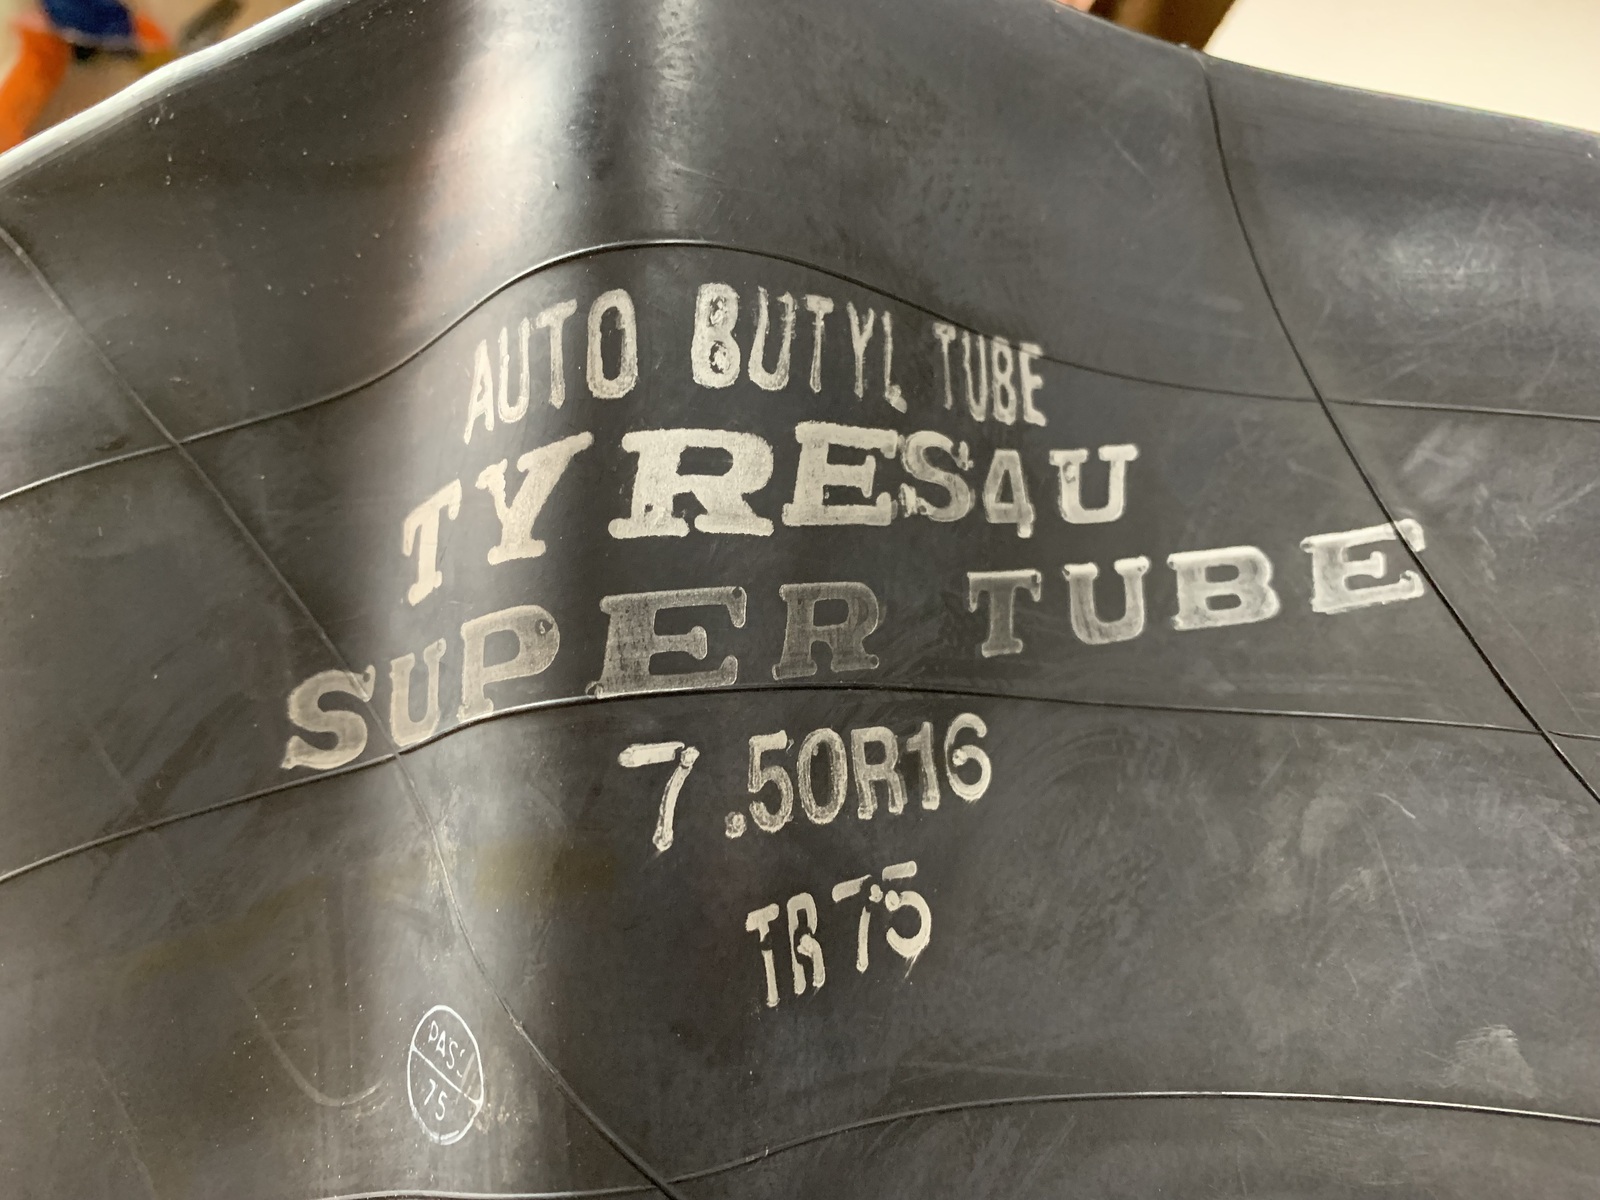 AUTO BUTYL TUBE
TYRES4U
SUPER TUBE
7.50R16
TR75
PASS
75